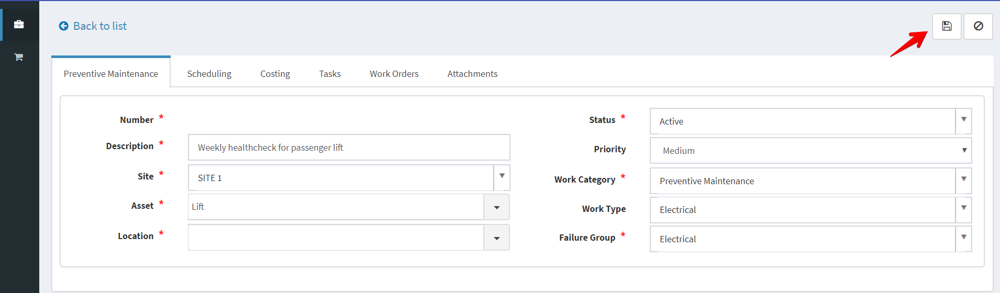 Back to list
Preventive Maintenance Scheduling Costing Tasks Work Orders Attachments
Number *
Description * Weekly healthcheck for passenger lift
Site * SITE 1
Asset * Lift
Location *
Status * Active
Priority Medium
Work Category * Preventive Maintenance
Work Type Electrical
Failure Group * Electrical